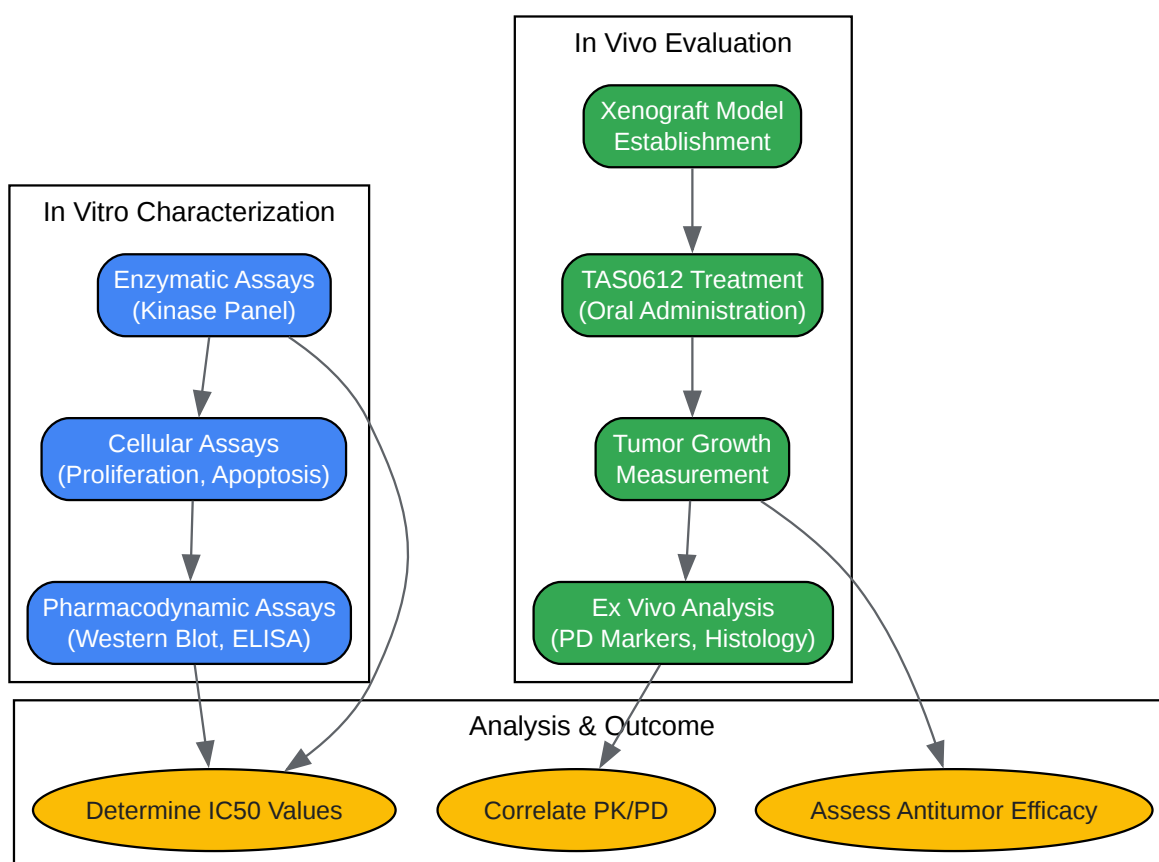 In Vitro Characterization
Enzymatic Assays
(Kinase Panel)
Cellular Assays
(Proliferation, Apoptosis)
Pharmacodynamic Assays
(Western Blot, ELISA)
In Vivo Evaluation
Xenograft Model
Establishment
TAS0612 Treatment
(Oral Administration)
Tumor Growth
Measurement
Ex Vivo Analysis
(PD Markers, Histology)
Analysis & Outcome
Determine IC50 Values
Correlate PK/PD
Assess Antitumor Efficacy